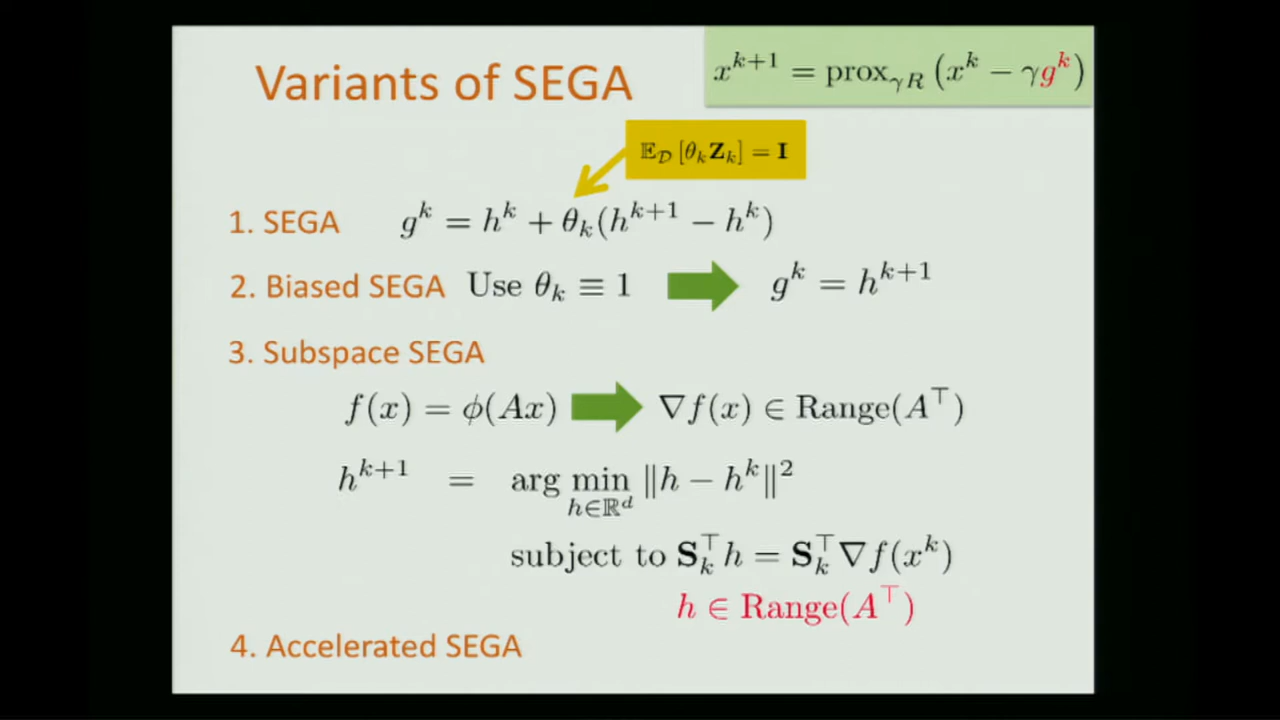 Variants of SEGA
x^{k+1} = prox_{γR} (x^k − γg^k)
𝔼_𝒟 [θ_k 𝐙_k] = 𝐈
1. SEGA g^k = h^k + θ_k(h^{k+1} − h^k)
2. Biased SEGA Use θ_k ≡ 1 g^k = h^{k+1}
3. Subspace SEGA
f(x) = ϕ(Ax) ∇f(x) ∈ Range(A^⊤)
h^{k+1} = arg min_{h∈ℝ^d} ‖h − h^k‖^2
subject to 𝐒_k^⊤ h = 𝐒_k^⊤ ∇f(x^k)
h ∈ Range(A^⊤)
4. Accelerated SEGA